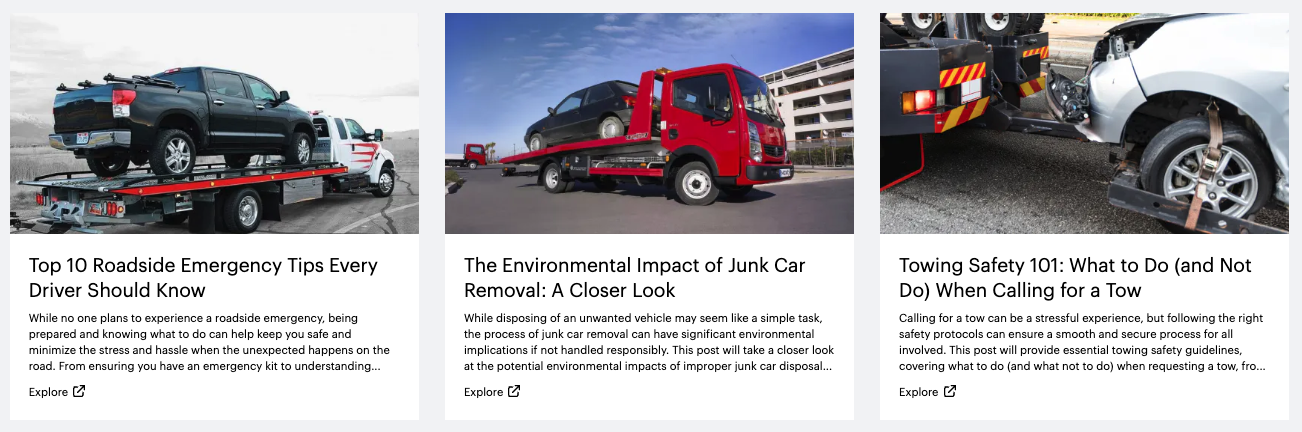 Top 10 Roadside Emergency Tips Every
Driver Should Know
While no one plans to experience a roadside emergency, being
prepared and knowing what to do can help keep you safe and
minimize the stress and hassle when the unexpected happens on the
road. From ensuring you have an emergency kit to understanding...
Explore
The Environmental Impact of Junk Car
Removal: A Closer Look
While disposing of an unwanted vehicle may seem like a simple task,
the process of junk car removal can have significant environmental
implications if not handled responsibly. This post will take a closer look
at the potential environmental impacts of improper junk car disposal...
Explore
Towing Safety 101: What to Do (and Not
Do) When Calling for a Tow
Calling for a tow can be a stressful experience, but following the right
safety protocols can ensure a smooth and secure process for all
involved. This post will provide essential towing safety guidelines,
covering what to do (and what not to do) when requesting a tow, fro...
Explore